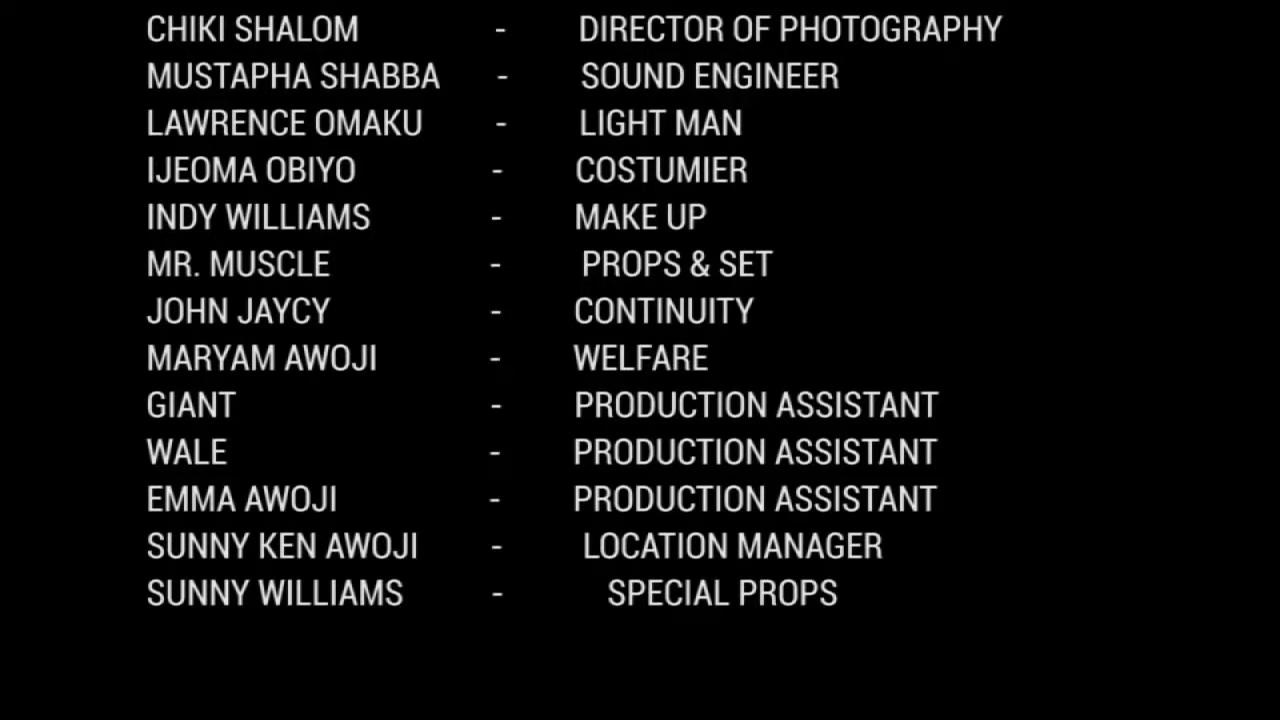 CHIKI SHALOM - DIRECTOR OF PHOTOGRAPHY
MUSTAPHA SHABBA - SOUND ENGINEER
LAWRENCE OMAKU - LIGHT MAN
IJEOMA OBIYO - COSTUMIER
INDY WILLIAMS - MAKE UP
MR. MUSCLE - PROPS & SET
JOHN JAYCY - CONTINUITY
MARYAM AWOJI - WELFARE
GIANT - PRODUCTION ASSISTANT
WALE - PRODUCTION ASSISTANT
EMMA AWOJI - PRODUCTION ASSISTANT
SUNNY KEN AWOJI - LOCATION MANAGER
SUNNY WILLIAMS - SPECIAL PROPS